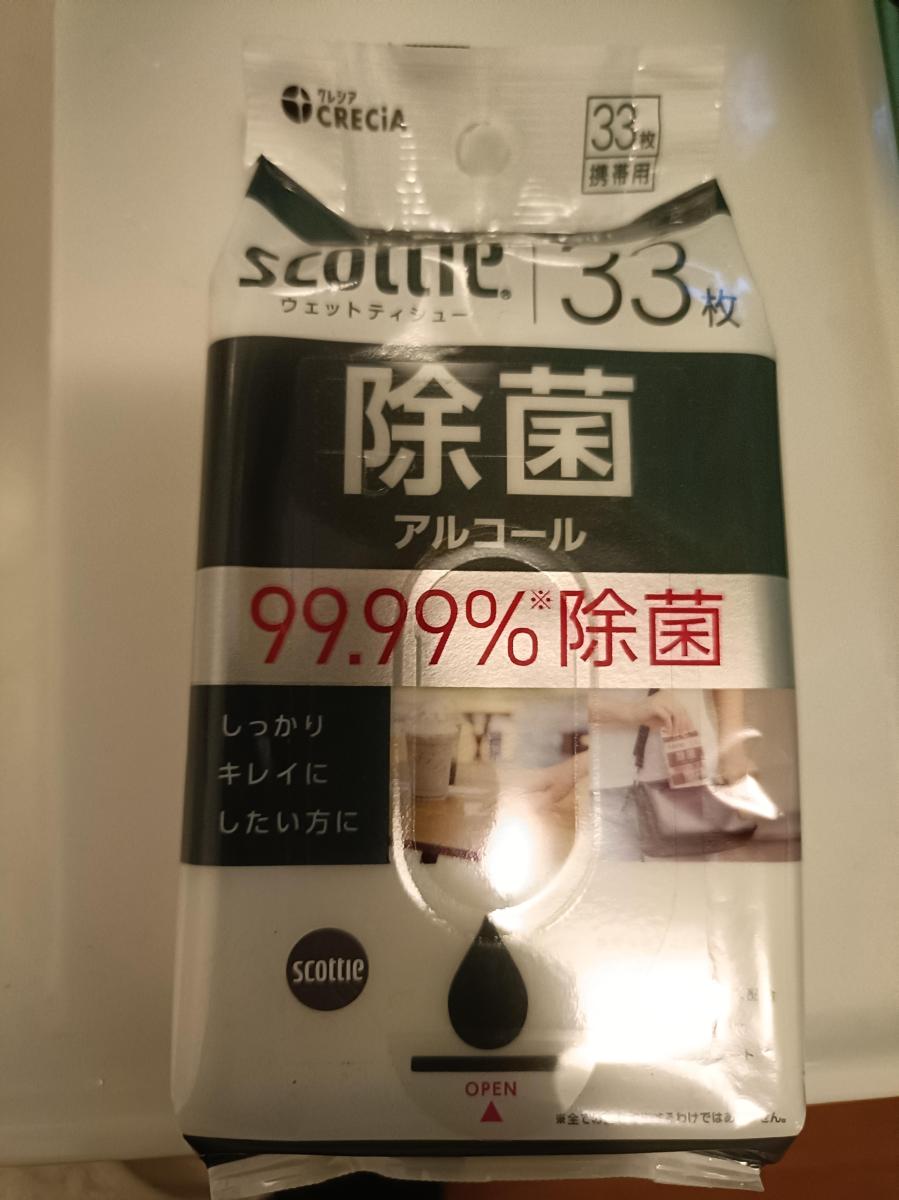 クレシア
CRECIA
33枚
携帯用
scottie®
ウェットティシュー
33枚
除菌
アルコール
99.99%※除菌
しっかり
キレイに
したい方に
scottie
OPEN